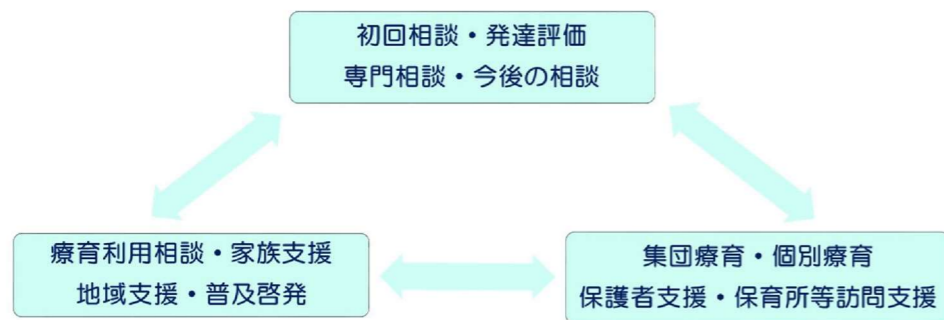 初回相談・発達評価
専門相談・今後の相談
療育利用相談・家族支援
地域支援・普及啓発
集団療育・個別療育
保護者支援・保育所等訪問支援